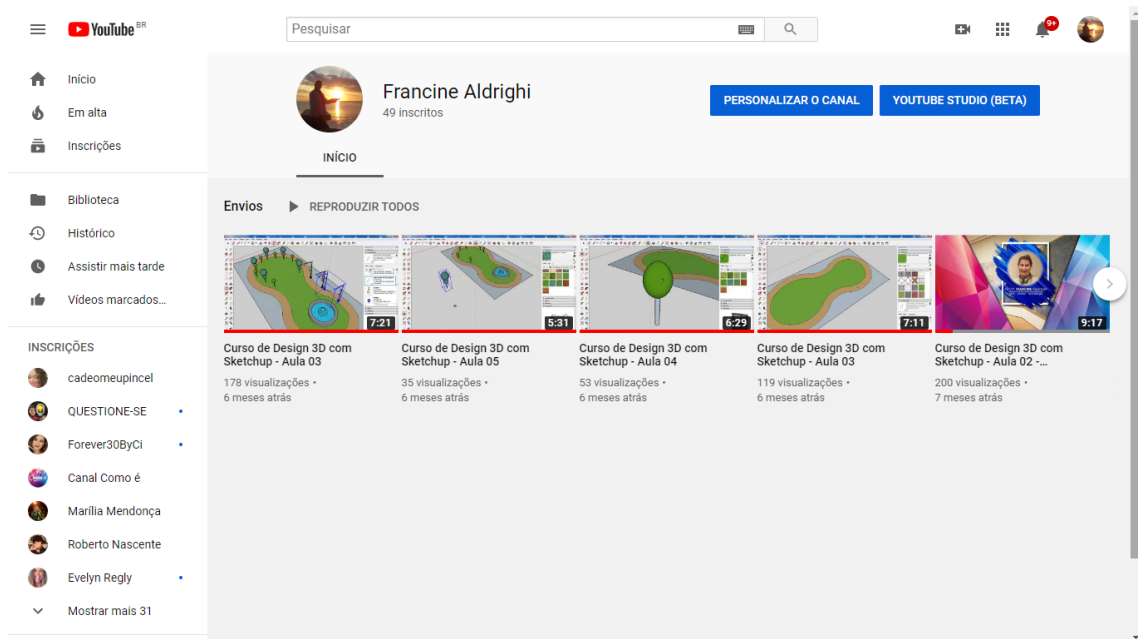 YouTube BR
Pesquisar
9+
Início
Em alta
Inscrições
Biblioteca
Histórico
Assistir mais tarde
Vídeos marcados...
INSCRIÇÕES
cadeomeupincel
QUESTIONE-SE
Forever30ByCi
Canal Como é
Marília Mendonça
Roberto Nascente
Evelyn Regly
Mostrar mais 31
Francine Aldrighi
49 inscritos
PERSONALIZAR O CANAL
YOUTUBE STUDIO (BETA)
INÍCIO
Envios
REPRODUZIR TODOS
7:21
Curso de Design 3D com
Sketchup - Aula 03
178 visualizações •
6 meses atrás
5:31
Curso de Design 3D com
Sketchup - Aula 05
35 visualizações •
6 meses atrás
6:29
Curso de Design 3D com
Sketchup - Aula 04
53 visualizações •
6 meses atrás
7:11
Curso de Design 3D com
Sketchup - Aula 03
119 visualizações •
6 meses atrás
9:17
Curso de Design 3D com
Sketchup - Aula 02 -...
200 visualizações •
7 meses atrás